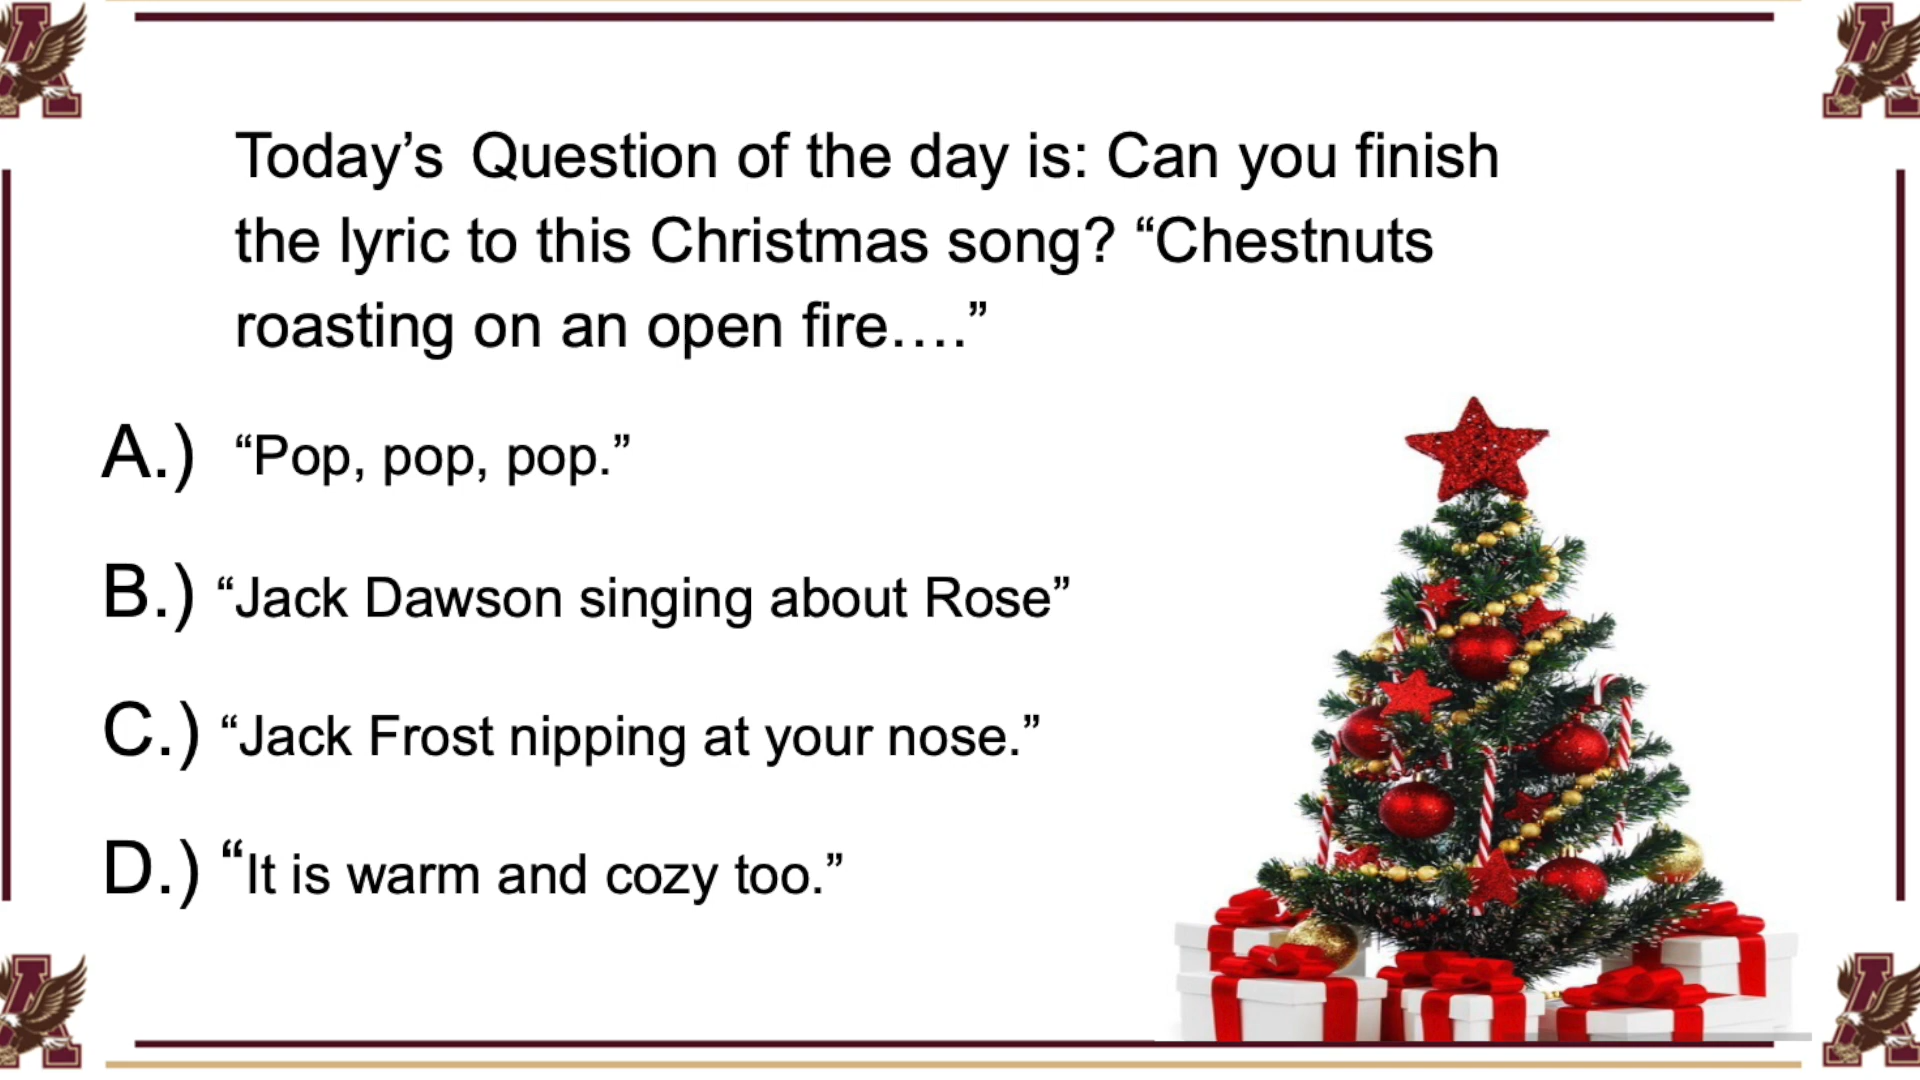 Today’s Question of the day is: Can you finish
the lyric to this Christmas song? “Chestnuts
roasting on an open fire....”
A.) “Pop, pop, pop.”
B.) “Jack Dawson singing about Rose”
C.) “Jack Frost nipping at your nose.”
D.) “It is warm and cozy too.”